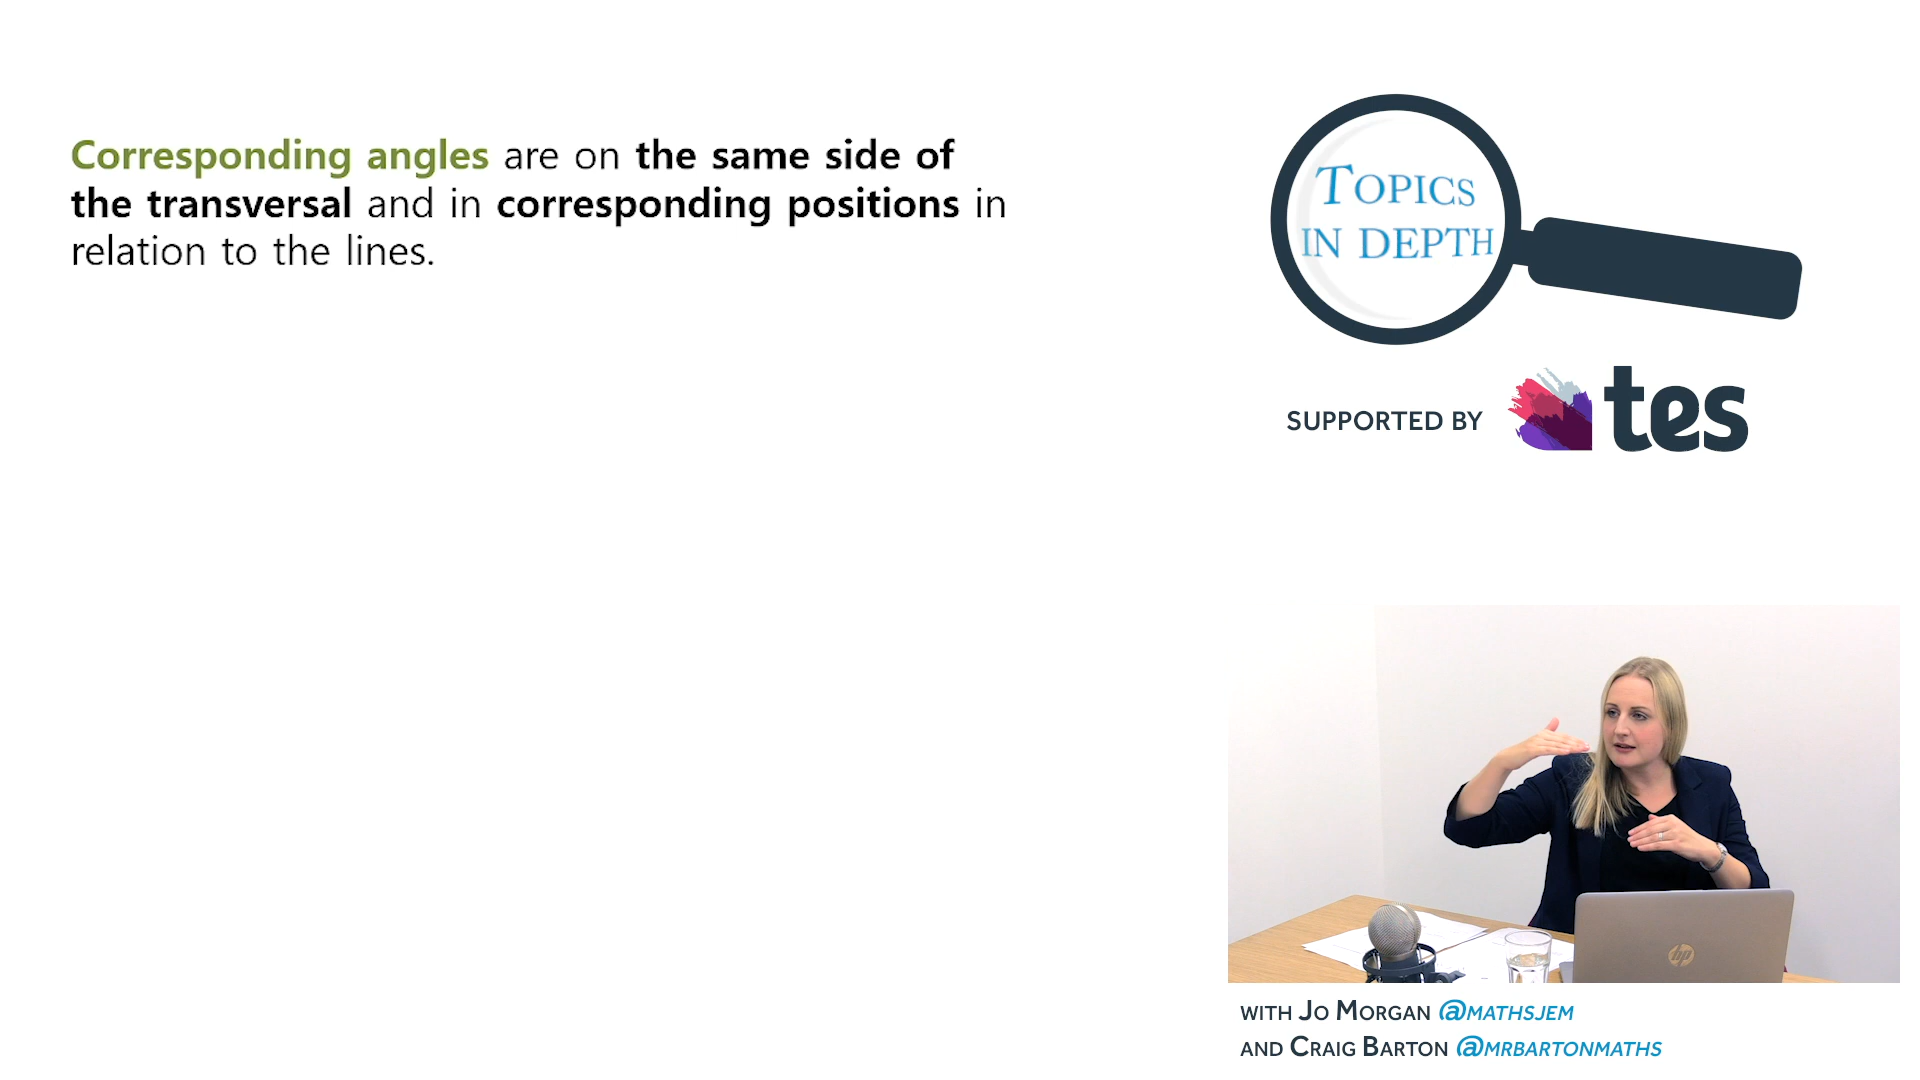 Corresponding angles are on the same side of
the transversal and in corresponding positions in
relation to the lines.
TOPICS
IN DEPTH
SUPPORTED BY tes
hp
WITH JO MORGAN @MATHSJEM
AND CRAIG BARTON @MRBARTONMATHS